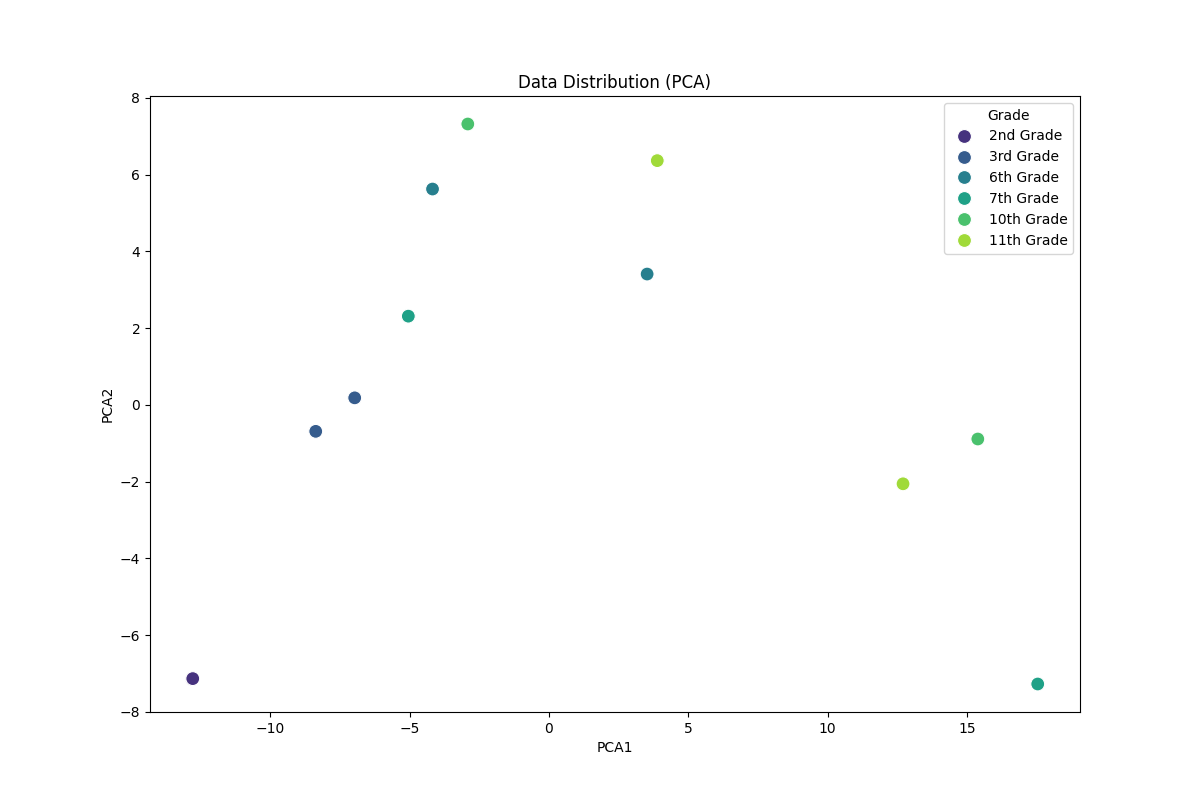 Data Distribution (PCA)
Grade
2nd Grade
3rd Grade
6th Grade
7th Grade
10th Grade
11th Grade
8
6
4
2
0
−2
−4
−6
−8
PCA2
−10
−5
0
5
10
15
PCA1